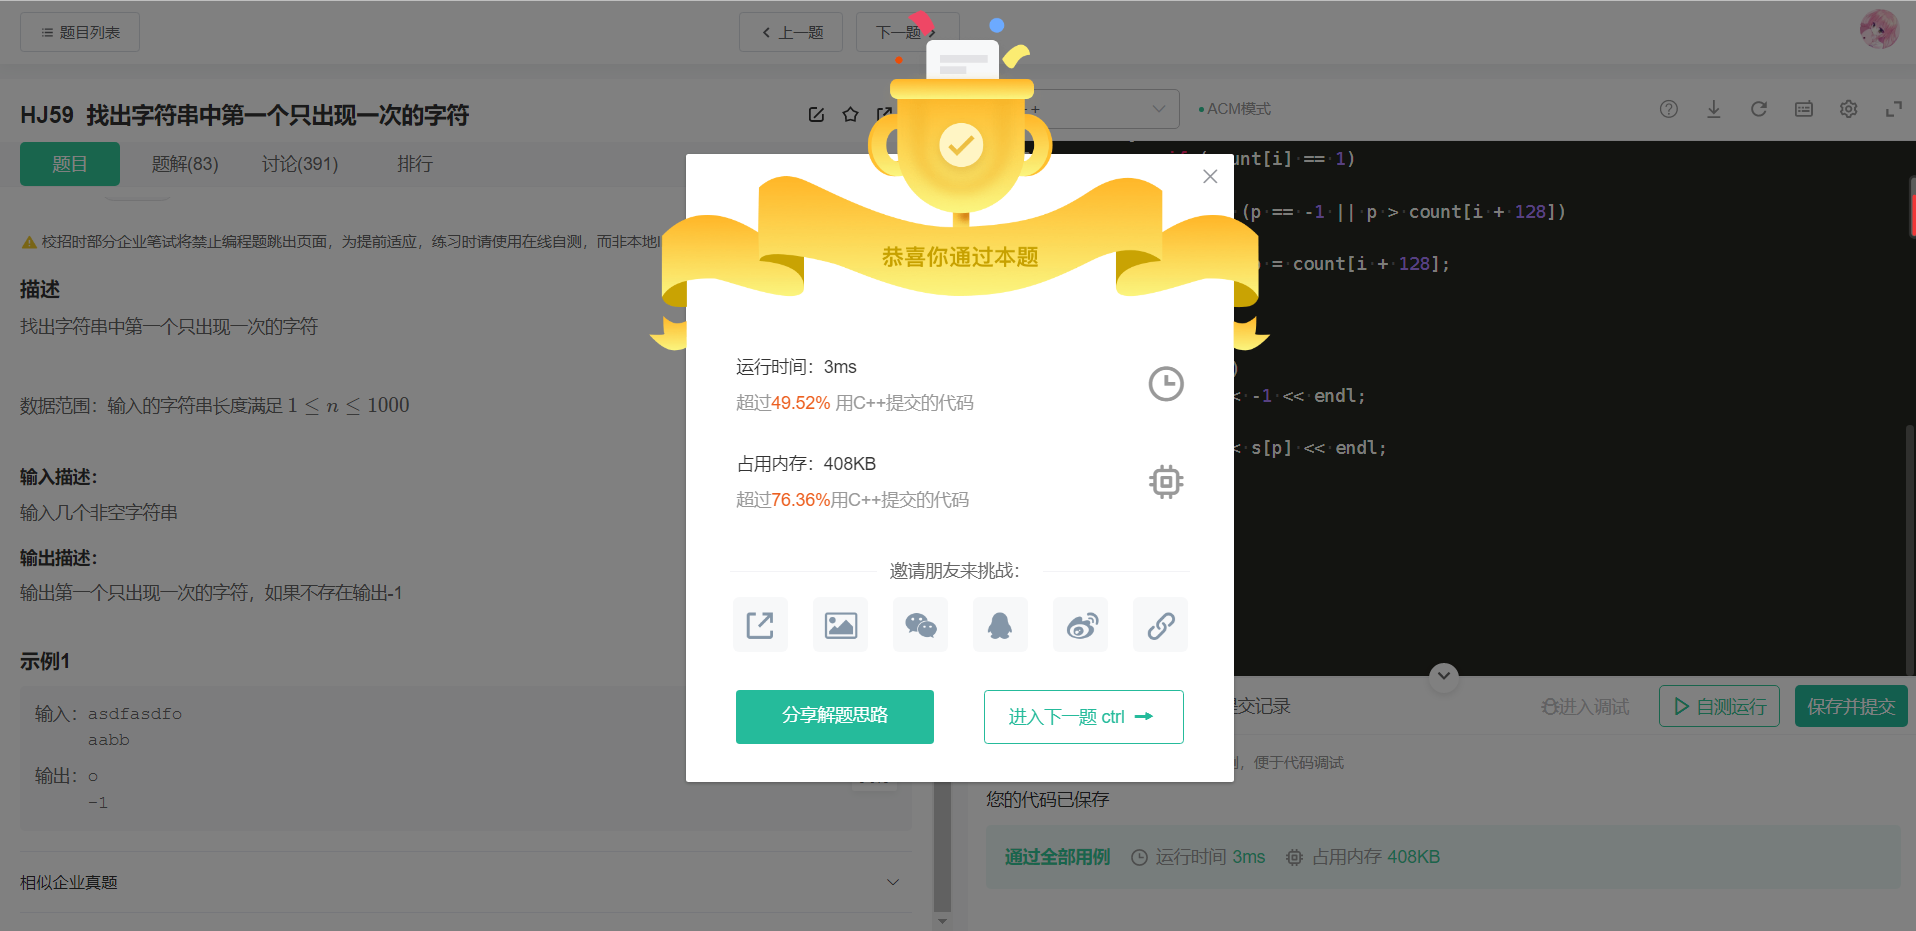 题目列表
上一题
下一题
HJ59 找出字符串中第一个只出现一次的字符
ACM模式
题目
题解(83)
讨论(391)
排行
校招时部分企业笔试将禁止编程题跳出页面，为提前适应，练习时请使用在线自测，而非本地
描述
找出字符串中第一个只出现一次的字符
数据范围：输入的字符串长度满足 1 ≤ n ≤ 1000
输入描述：
输入几个非空字符串
输出描述：
输出第一个只出现一次的字符，如果不存在输出-1
示例1
输入：asdfasdfo
aabb
输出：o
-1
相似企业真题
恭喜你通过本题
运行时间：3ms
超过49.52% 用C++提交的代码
占用内存：408KB
超过76.36%用C++提交的代码
邀请朋友来挑战：
分享解题思路
进入下一题 ctrl
unt[i] == 1)
(p == -1 || p > count[i + 128])
= count[i + 128];
)
< -1 << endl;
< s[p] << endl;
交记录
进入调试
自测运行
保存并提交
，便于代码调试
您的代码已保存
通过全部用例 运行时间 3ms 占用内存 408KB